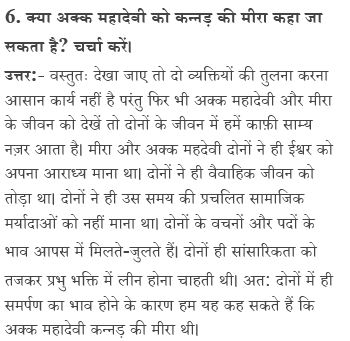 6. क्या अक्क महादेवी को कन्नड़ की मीरा कहा जा
सकता है? चर्चा करें।
उत्तर:- वस्तुतः देखा जाए तो दो व्यक्तियों की तुलना करना
आसान कार्य नहीं है परंतु फिर भी अक्क महादेवी और मीरा
के जीवन को देखें तो दोनों के जीवन में हमें काफ़ी साम्य
नज़र आता है। मीरा और अक्क महदेवी दोनों ने ही ईश्वर को
अपना आराध्य माना था। दोनों ने ही वैवाहिक जीवन को
तोड़ा था। दोनों ने ही उस समय की प्रचलित सामाजिक
मर्यादाओं को नहीं माना था। दोनों के वचनों और पदों के
भाव आपस में मिलते-जुलते हैं। दोनों ही सांसारिकता को
तजकर प्रभु भक्ति में लीन होना चाहती थी। अत: दोनों में ही
समर्पण का भाव होने के कारण हम यह कह सकते हैं कि
अक्क महादेवी कन्नड़ की मीरा थी।